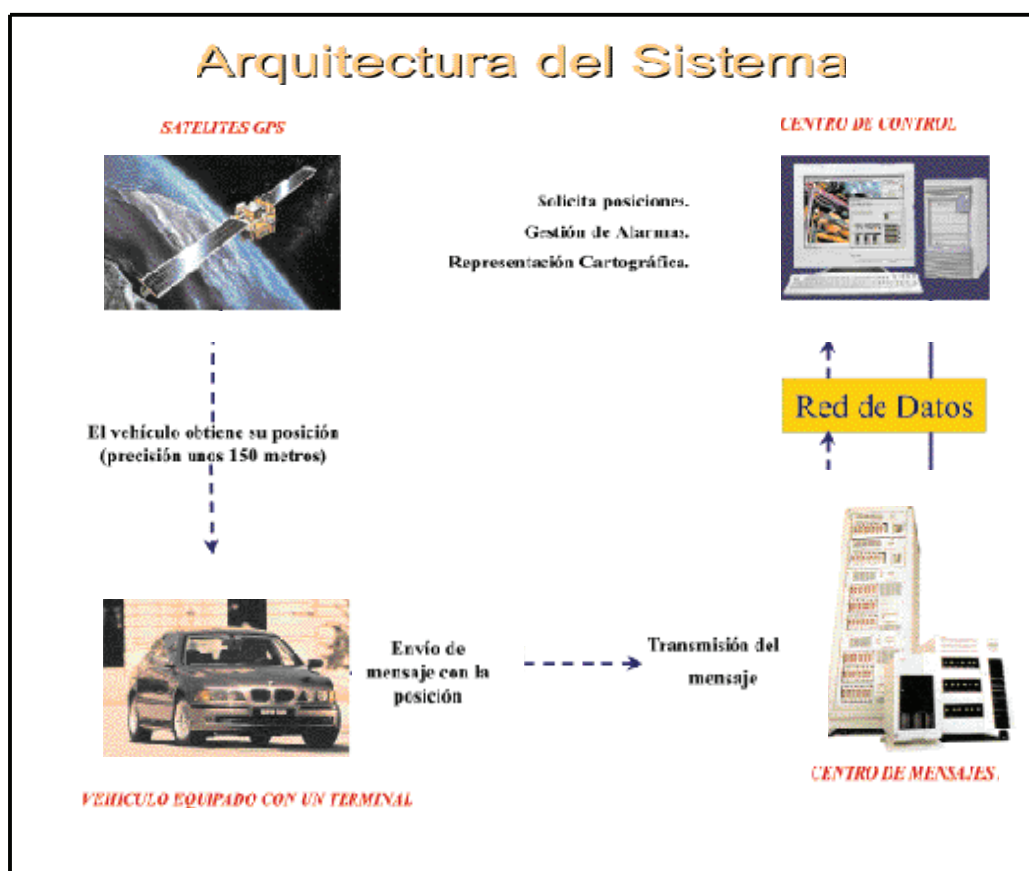 Arquitectura del Sistema
SATELITES GPS
CENTRO DE CONTROL
Solicita posiciones.
Gestión de Alarmas.
Representación Cartográfica.
Red de Datos
El vehículo obtiene su posición
(precisión unos 150 metros)
Envío de
mensaje con la
posición
Transmisión del
mensaje
CENTRO DE MENSAJES.
VEHICULO EQUIPADO CON UN TERMINAL